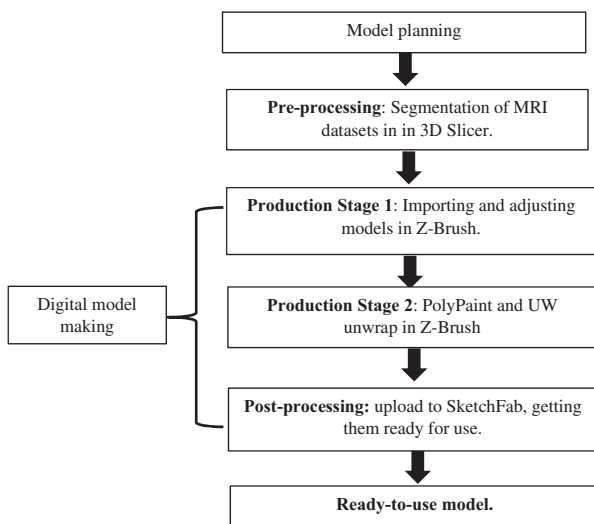 Model planning
Pre-processing: Segmentation of MRI
datasets in in 3D Slicer.
Production Stage 1: Importing and adjusting
models in Z-Brush.
Digital model
making
Production Stage 2: PolyPaint and UW
unwrap in Z-Brush
Post-processing: upload to SketchFab, getting
them ready for use.
Ready-to-use model.